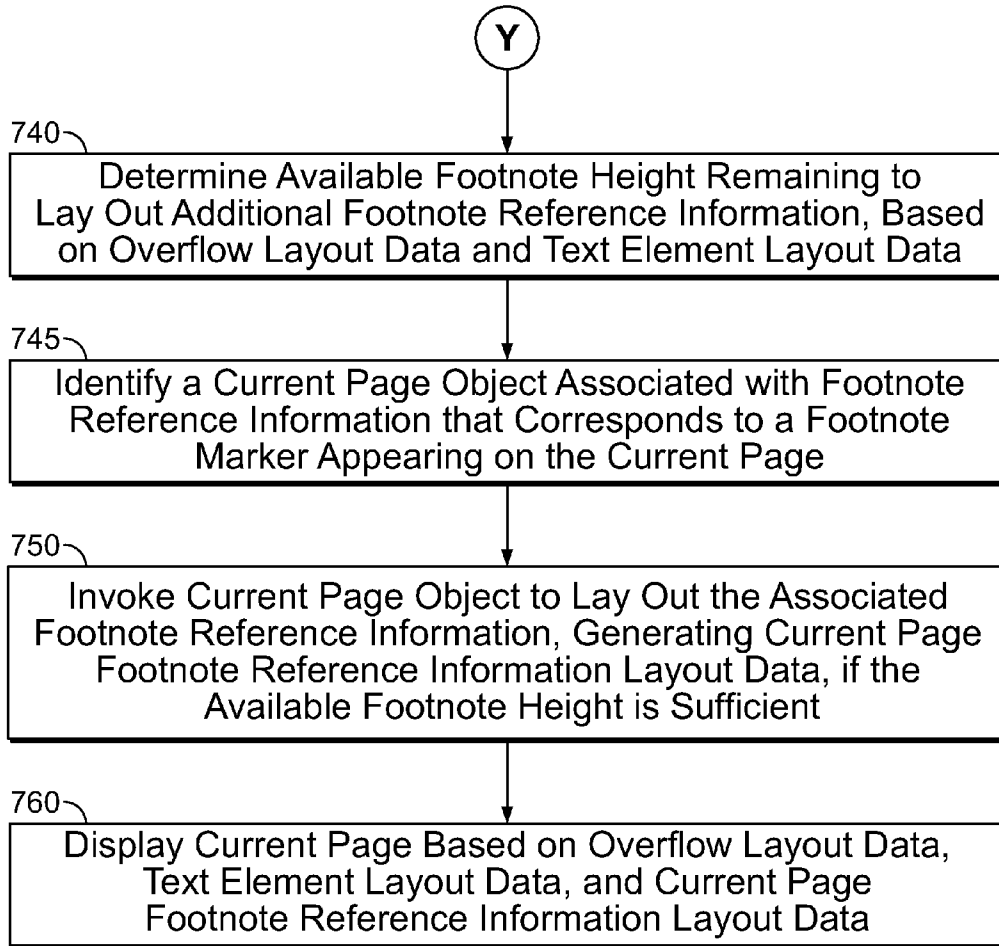 Y
740
Determine Available Footnote Height Remaining to
Lay Out Additional Footnote Reference Information, Based
on Overflow Layout Data and Text Element Layout Data
745
Identify a Current Page Object Associated with Footnote
Reference Information that Corresponds to a Footnote
Marker Appearing on the Current Page
750
Invoke Current Page Object to Lay Out the Associated
Footnote Reference Information, Generating Current Page
Footnote Reference Information Layout Data, if the
Available Footnote Height is Sufficient
760
Display Current Page Based on Overflow Layout Data,
Text Element Layout Data, and Current Page
Footnote Reference Information Layout Data